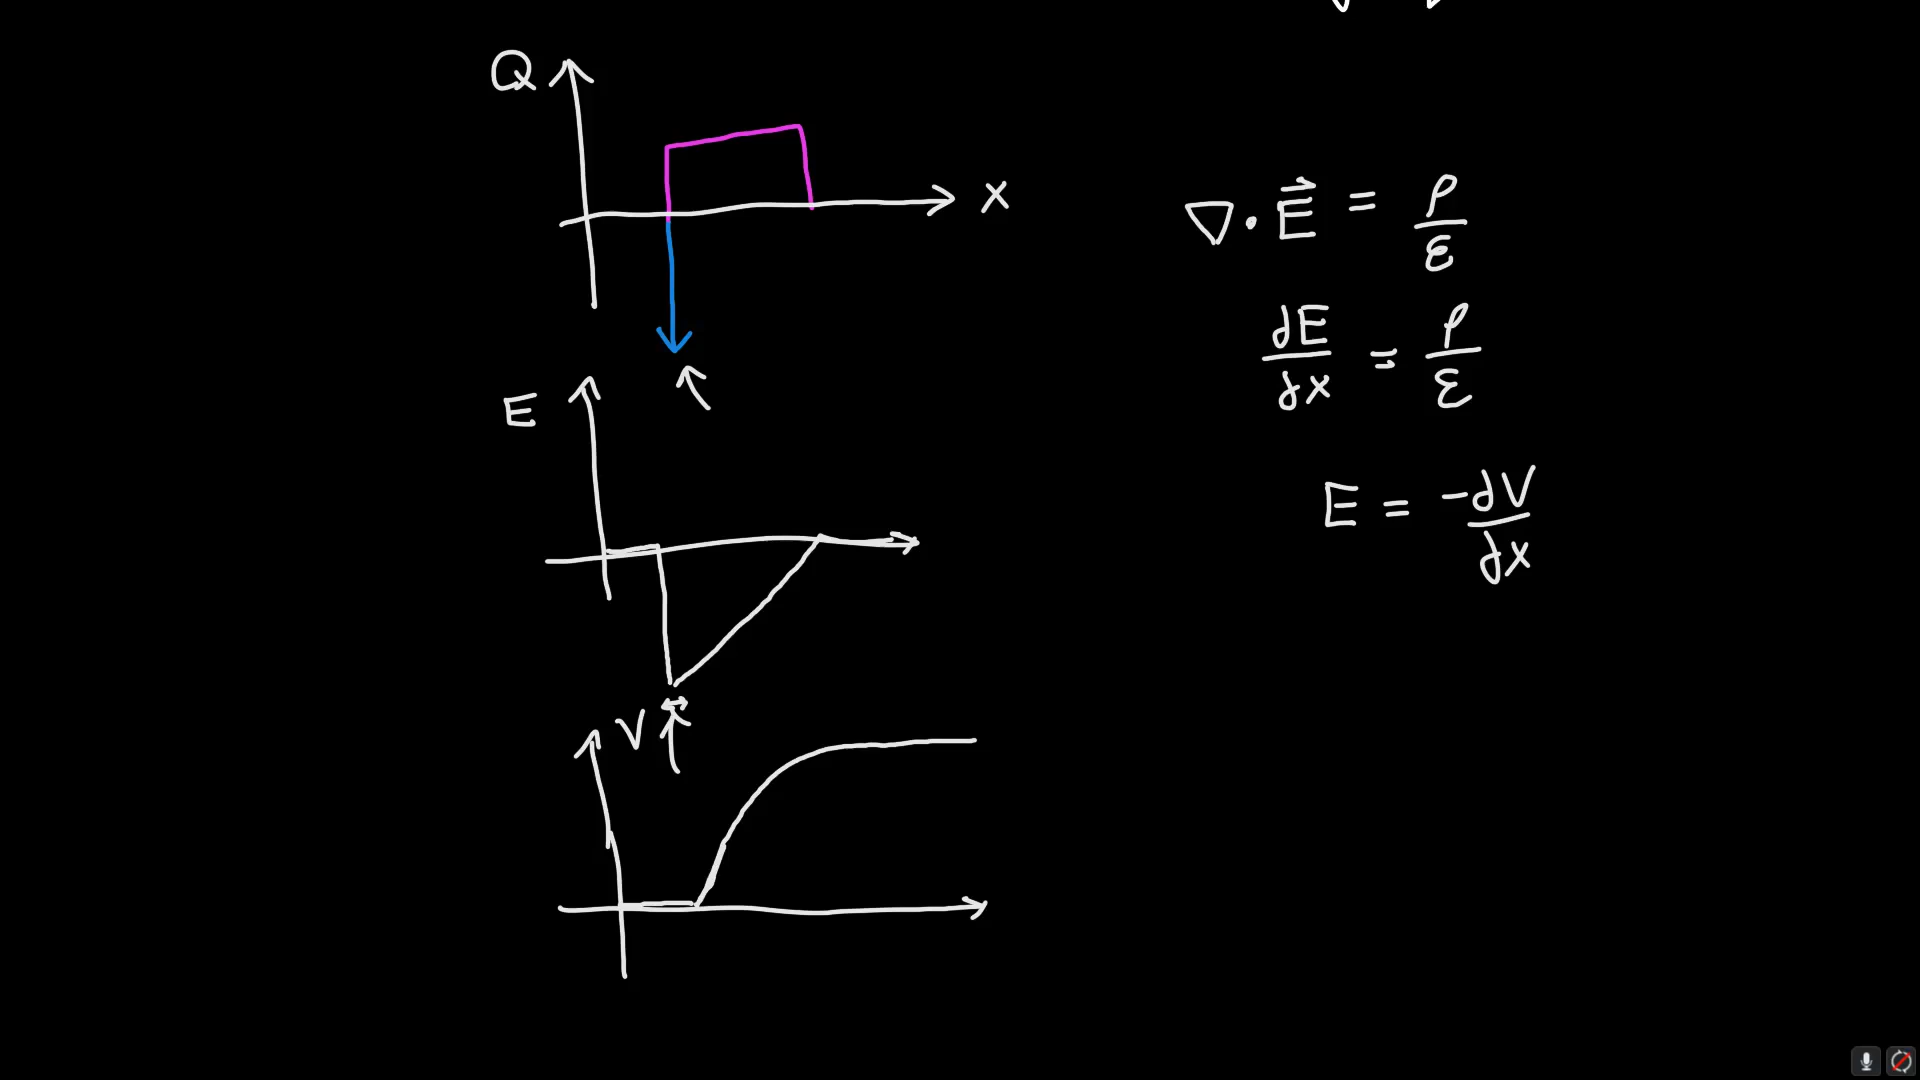 Q
X
∇ · E⃗ = ρ/ε
dE/dx = ρ/ε
E
E = -dV/dx
V